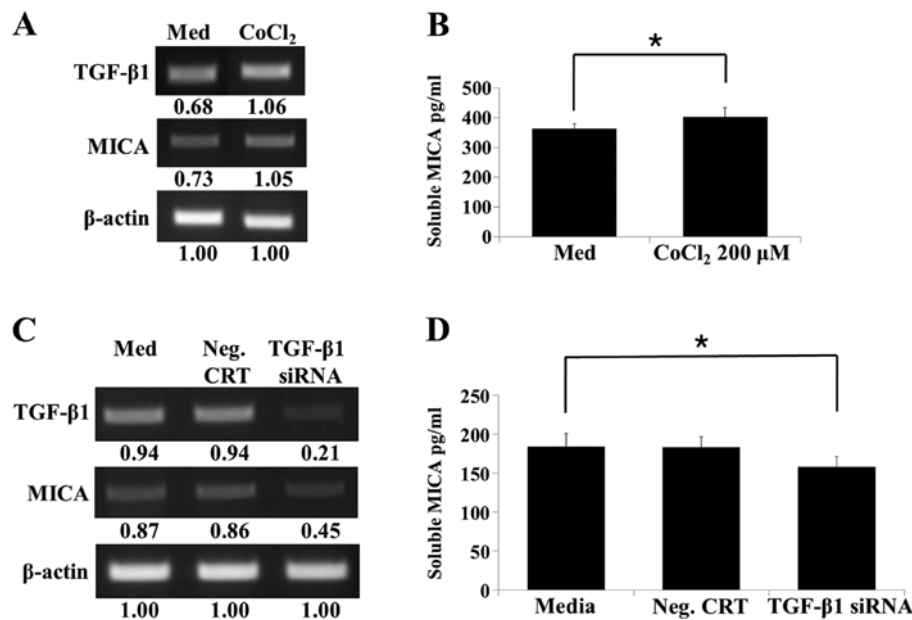 A
Med CoCl₂
TGF-β1
0.68 1.06
MICA
0.73 1.05
β-actin
1.00 1.00
B
*
Soluble MICA pg/ml
500
400
300
200
100
0
Med CoCl₂ 200 μM
C
Med Neg. CRT TGF-β1 siRNA
TGF-β1
0.94 0.94 0.21
MICA
0.87 0.86 0.45
β-actin
1.00 1.00 1.00
D
*
Soluble MICA pg/ml
250
200
150
100
50
0
Media Neg. CRT TGF-β1 siRNA